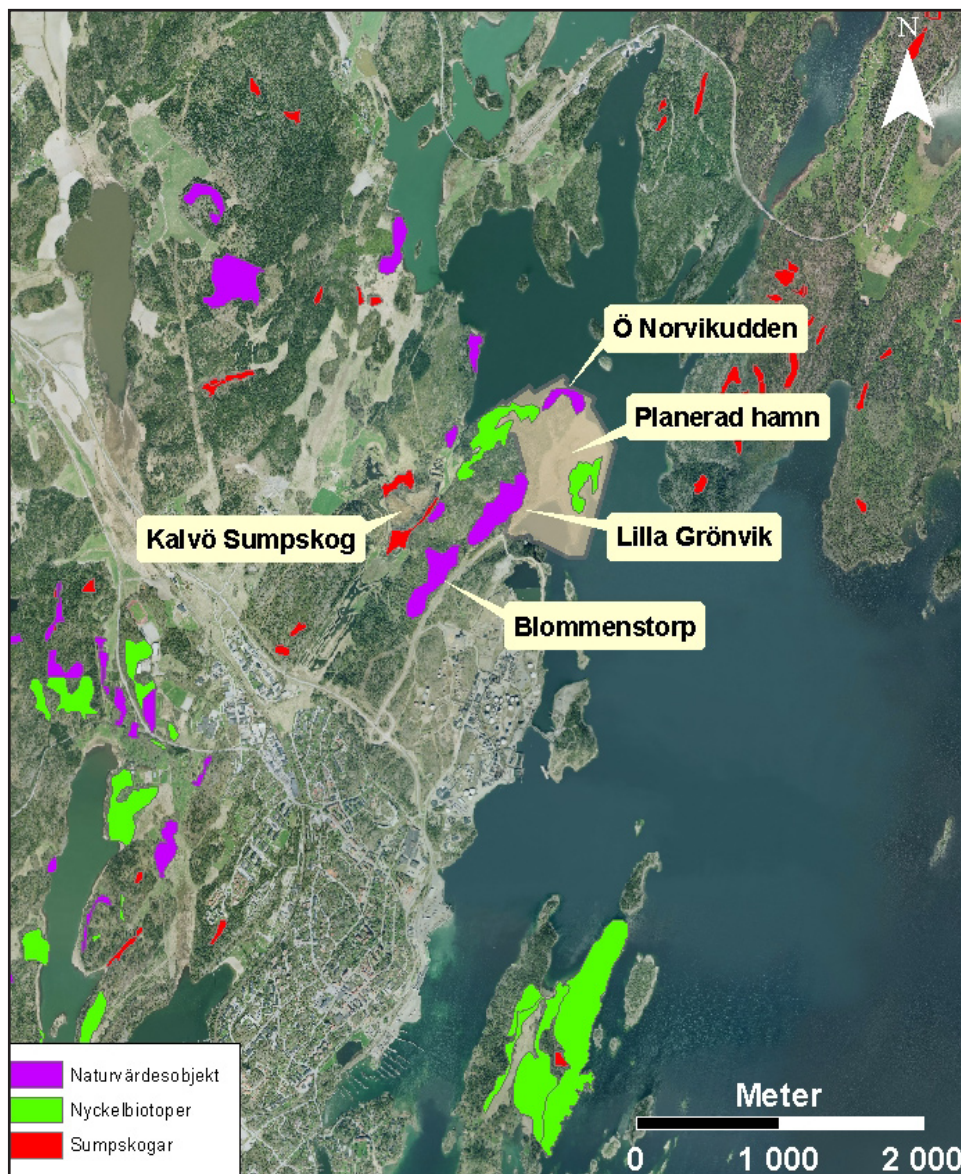 N
Ö Norvikudden
Planerad hamn
Kalvö Sumpskog
Lilla Grönvik
Blommenstorp
Naturvärdesobjekt
Nyckelbiotoper
Sumpskogar
Meter
0 1 000 2 000